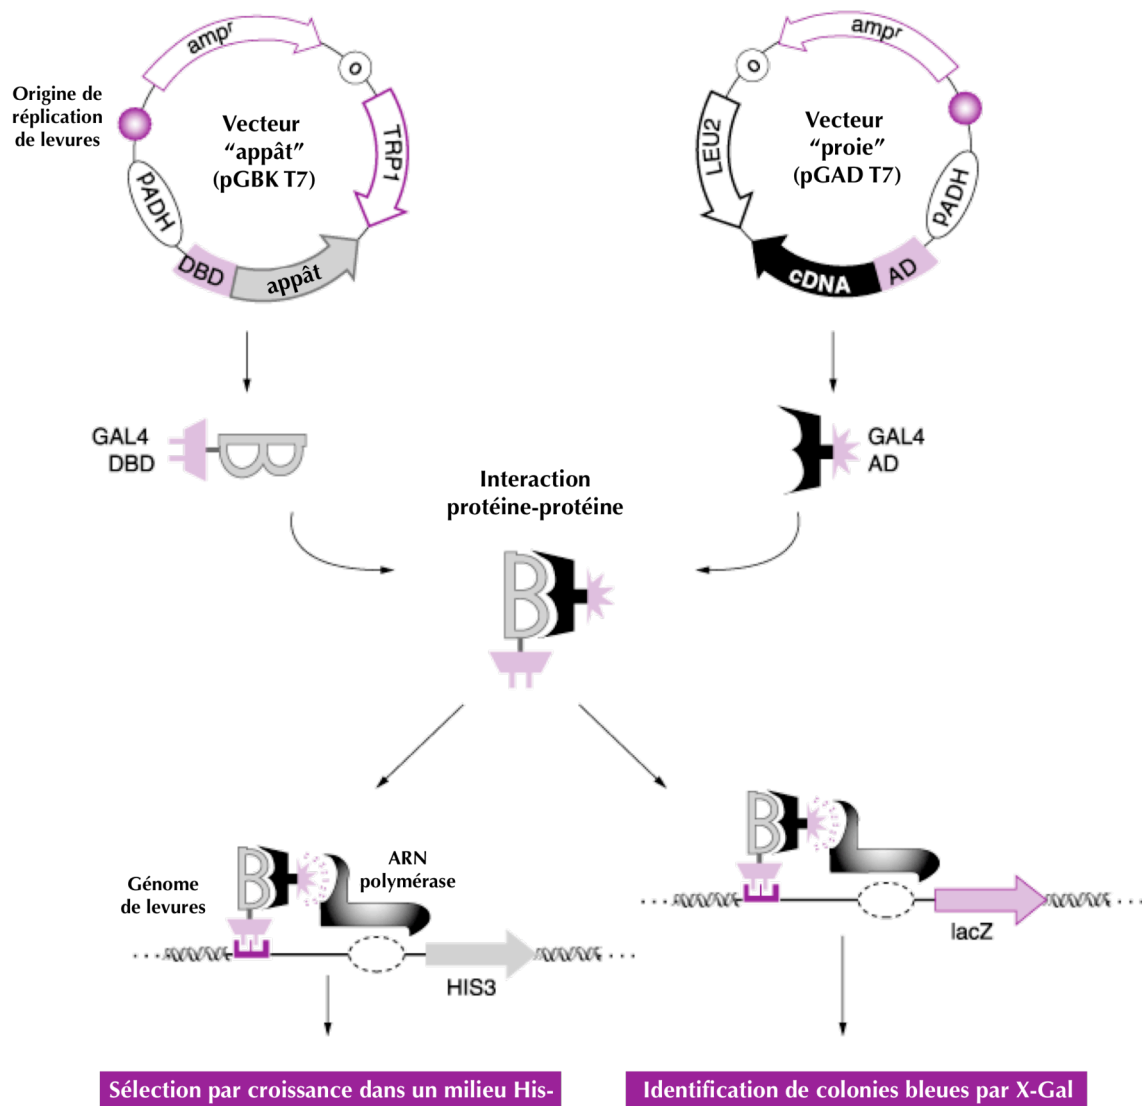 ampʳ
O
Origine de
réplication
de levures
Vecteur
“appât”
(pGBK T7)
TRP1
pADH
DBD
appât
ampʳ
O
LEU2
Vecteur
“proie”
(pGAD T7)
pADH
cDNA
AD
GAL4
DBD
GAL4
AD
Interaction
protéine-protéine
Génome
de levures
ARN
polymérase
HIS3
lacZ
Sélection par croissance dans un milieu His-
Identification de colonies bleues par X-Gal